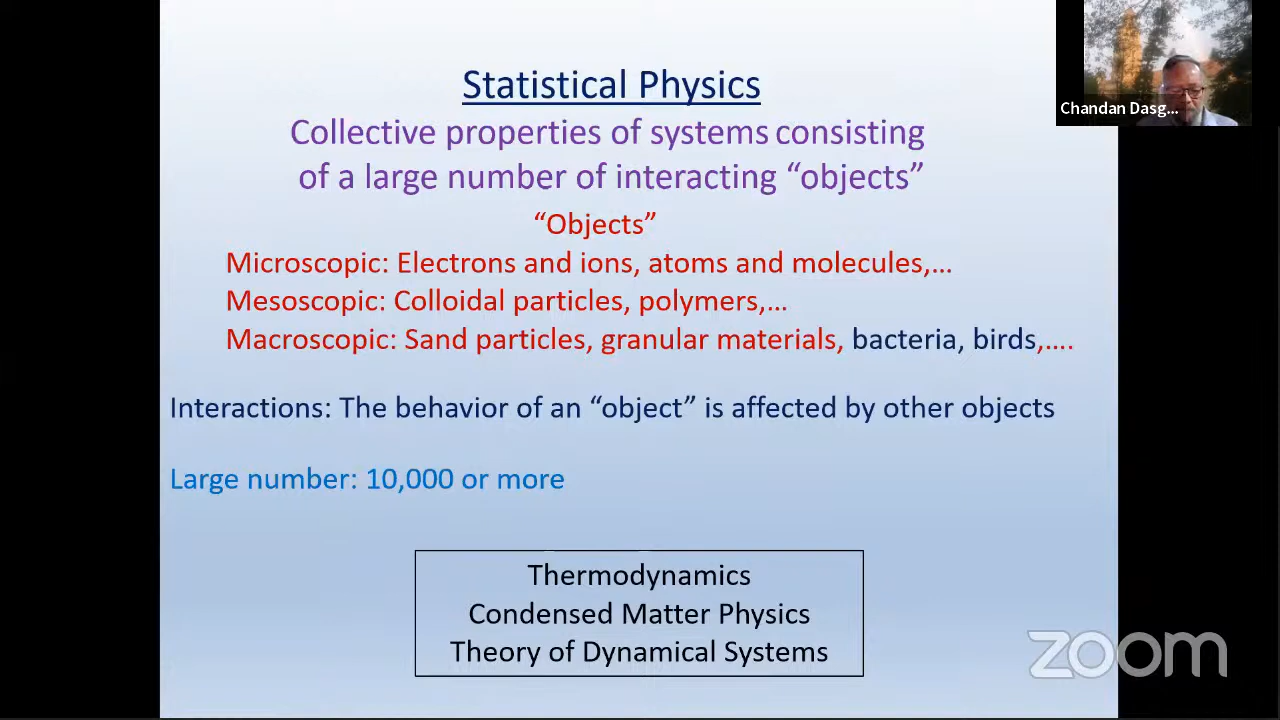 Statistical Physics
Collective properties of systems consisting
of a large number of interacting “objects”
“Objects”
Microscopic: Electrons and ions, atoms and molecules,...
Mesoscopic: Colloidal particles, polymers,...
Macroscopic: Sand particles, granular materials, bacteria, birds,....
Interactions: The behavior of an “object” is affected by other objects
Large number: 10,000 or more
Thermodynamics
Condensed Matter Physics
Theory of Dynamical Systems
Chandan Dasg...
zoom